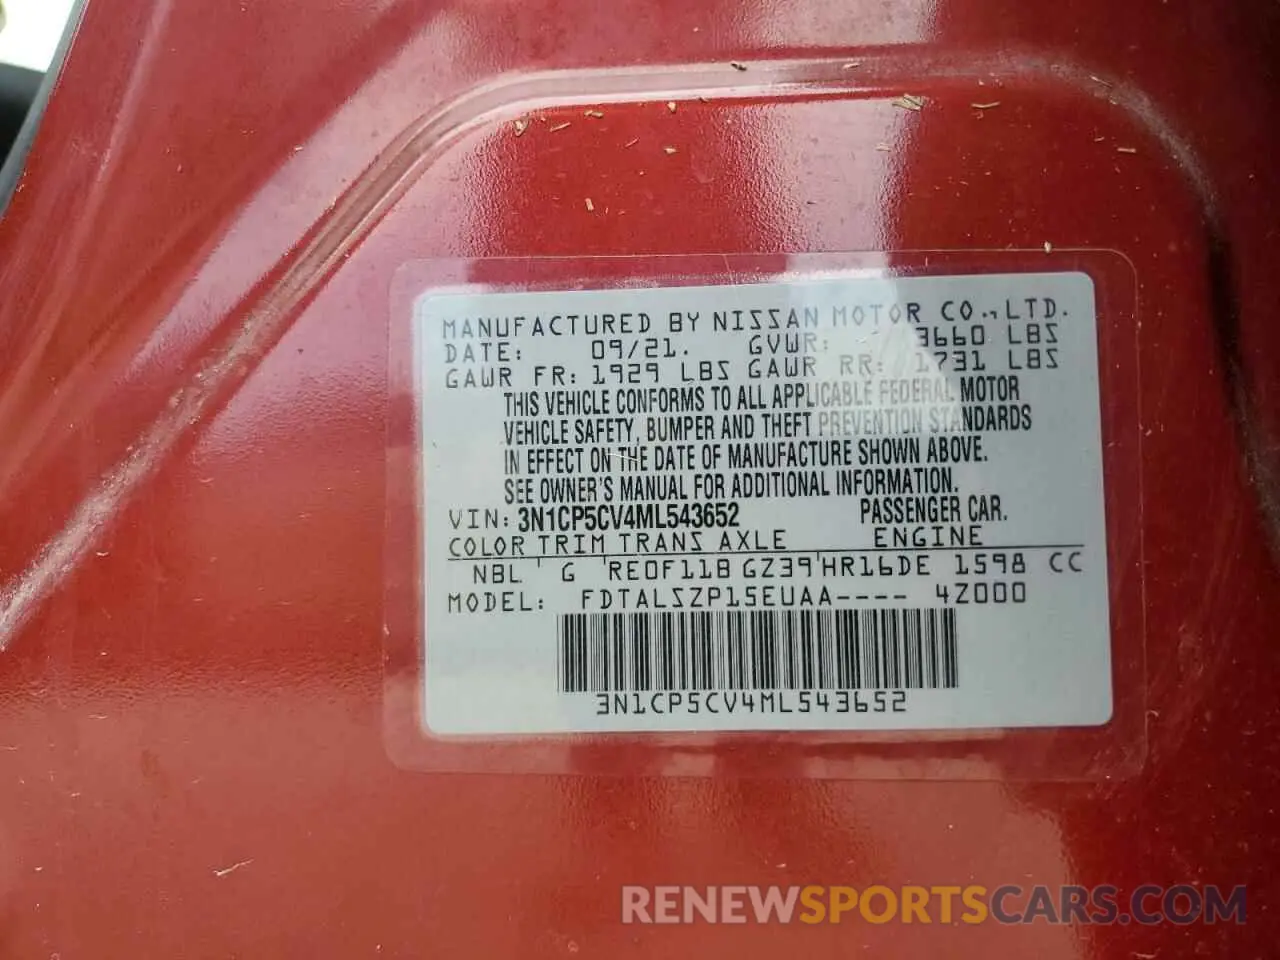 MANUFACTURED BY NISSAN MOTOR CO., LTD.
DATE: 09/21. GVWR: 3660 LBS
GAWR FR: 1929 LBS GAWR RR: 1731 LBS
THIS VEHICLE CONFORMS TO ALL APPLICABLE FEDERAL MOTOR
VEHICLE SAFETY, BUMPER AND THEFT PREVENTION STANDARDS
IN EFFECT ON THE DATE OF MANUFACTURE SHOWN ABOVE.
SEE OWNER'S MANUAL FOR ADDITIONAL INFORMATION.
VIN: 3N1CP5CV4ML543652 PASSENGER CAR.
COLOR TRIM TRANS AXLE ENGINE
NBL ' G 'RE0F11B GZ39'HR16DE 1598 CC
MODEL: FDTALSZP15EUAA---- 4Z000
3N1CP5CV4ML543652
RENEWSPORTSCARS.COM